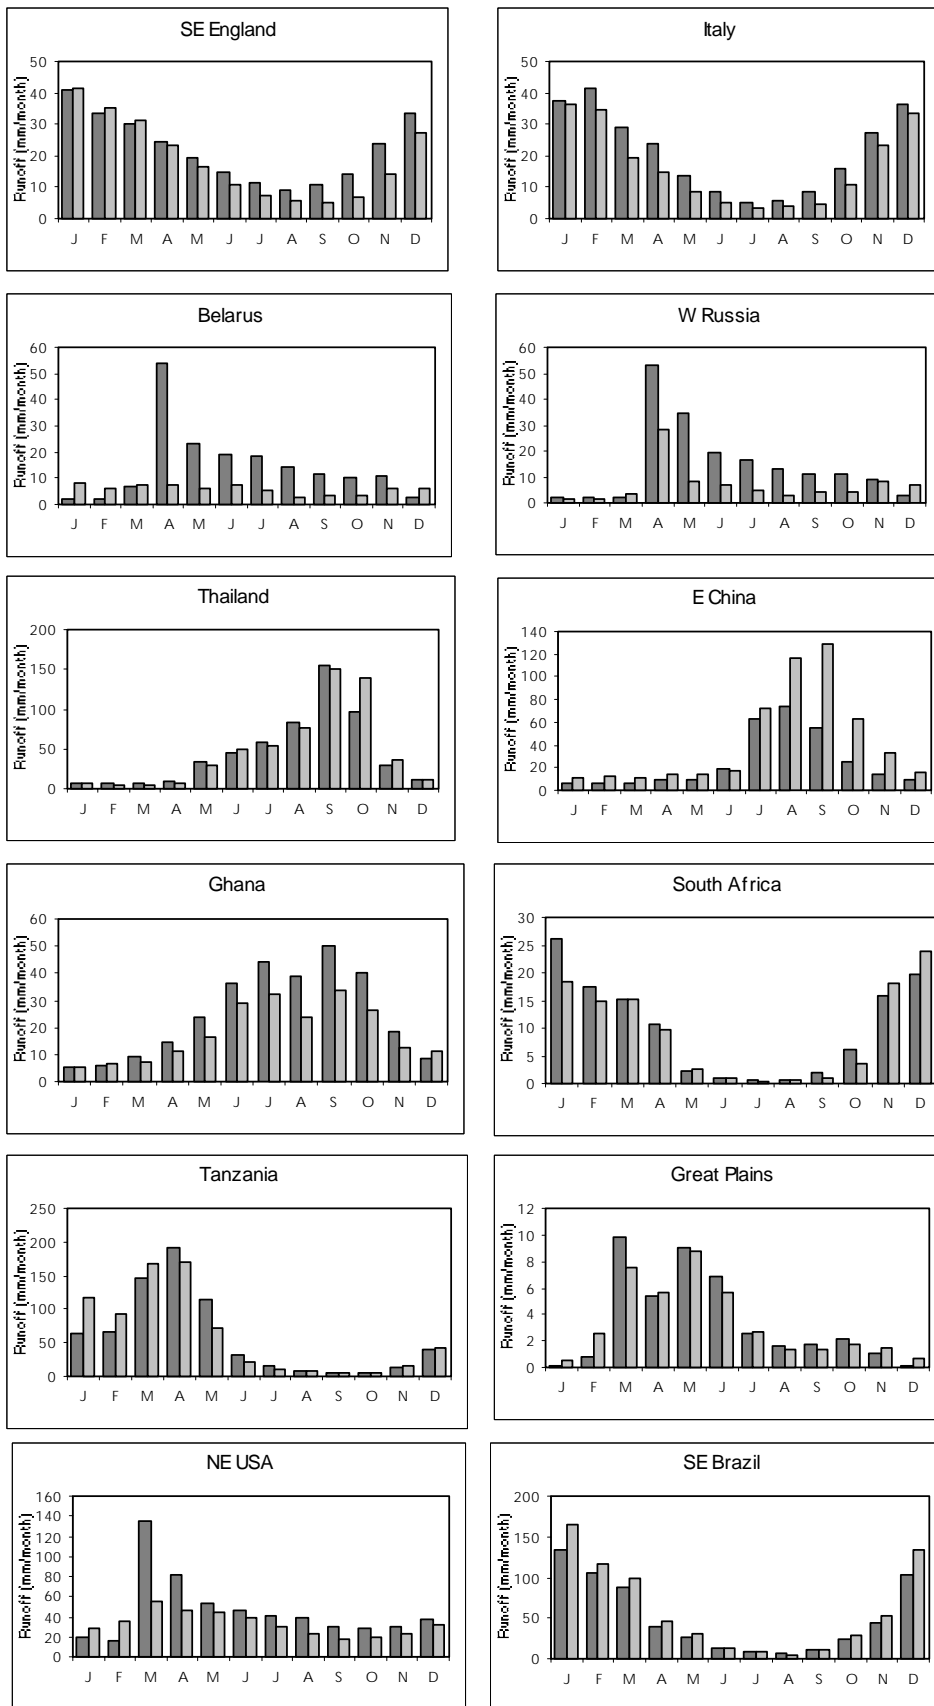 SE England
Runoff (mm/month)
50
40
30
20
10
0
J F M A M J J A S O N D
Italy
Runoff (mm/month)
50
40
30
20
10
0
J F M A M J J A S O N D
Belarus
Runoff (mm/month)
60
50
40
30
20
10
0
J F M A M J J A S O N D
W Russia
Runoff (mm/month)
60
50
40
30
20
10
0
J F M A M J J A S O N D
Thailand
Runoff (mm/month)
200
150
100
50
0
J F M A M J J A S O N D
E China
Runoff (mm/month)
140
120
100
80
60
40
20
0
J F M A M J J A S O N D
Ghana
Runoff (mm/month)
60
50
40
30
20
10
0
J F M A M J J A S O N D
South Africa
Runoff (mm/month)
30
25
20
15
10
5
0
J F M A M J J A S O N D
Tanzania
Runoff (mm/month)
250
200
150
100
50
0
J F M A M J J A S O N D
Great Plains
Runoff (mm/month)
12
10
8
6
4
2
0
J F M A M J J A S O N D
NE USA
Runoff (mm/month)
160
140
120
100
80
60
40
20
0
J F M A M J J A S O N D
SE Brazil
Runoff (mm/month)
200
150
100
50
0
J F M A M J J A S O N D